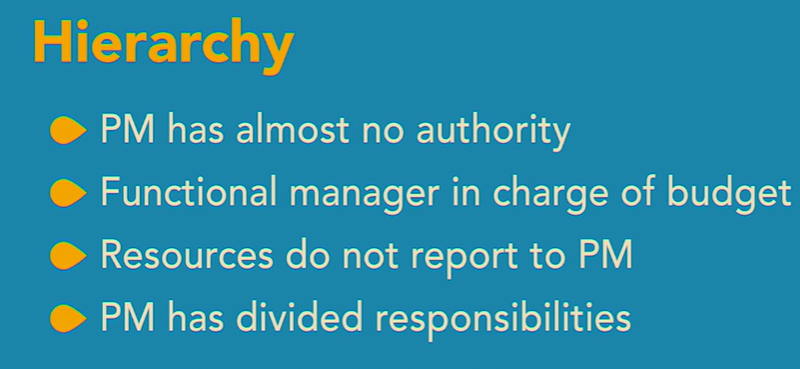 Hierarchy
PM has almost no authority
Functional manager in charge of budget
Resources do not report to PM
PM has divided responsibilities